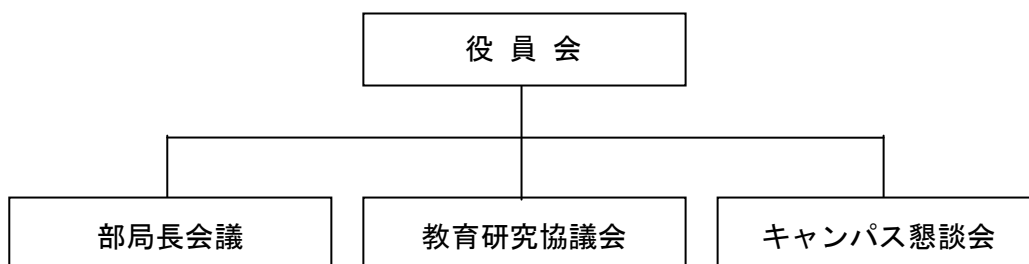 役 員 会
部局長会議
教育研究協議会
キャンパス懇談会